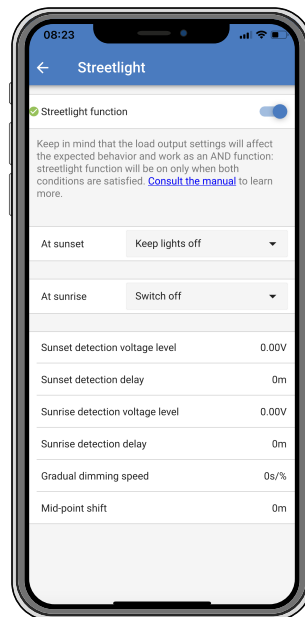 08:23
Streetlight
Streetlight function
Keep in mind that the load output settings will affect
the expected behavior and work as an AND function:
streetlight function will be on only when both
conditions are satisfied. Consult the manual to learn
more.
At sunset Keep lights off
At sunrise Switch off
Sunset detection voltage level 0.00V
Sunset detection delay 0m
Sunrise detection voltage level 0.00V
Sunrise detection delay 0m
Gradual dimming speed 0s/%
Mid-point shift 0m